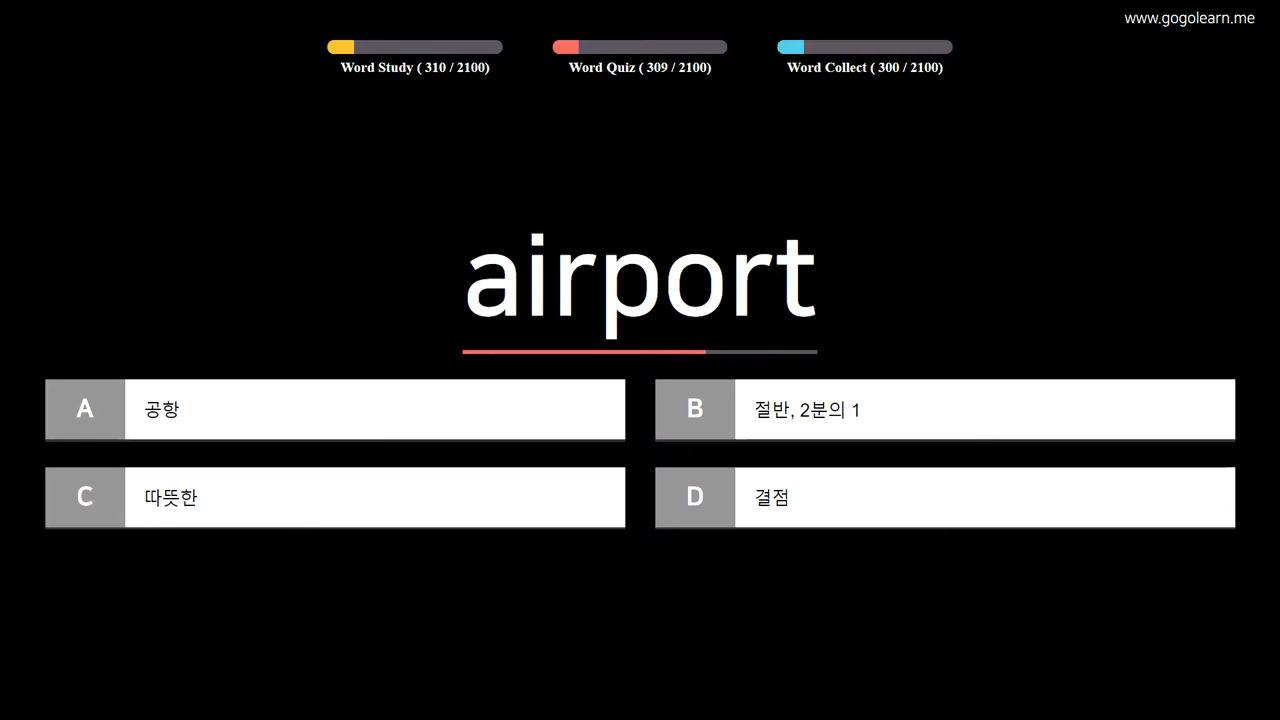 www.gogolearn.me
Word Study ( 310 / 2100)
Word Quiz ( 309 / 2100)
Word Collect ( 300 / 2100)
airport
A 공항
B 절반, 2분의 1
C 따뜻한
D 결점